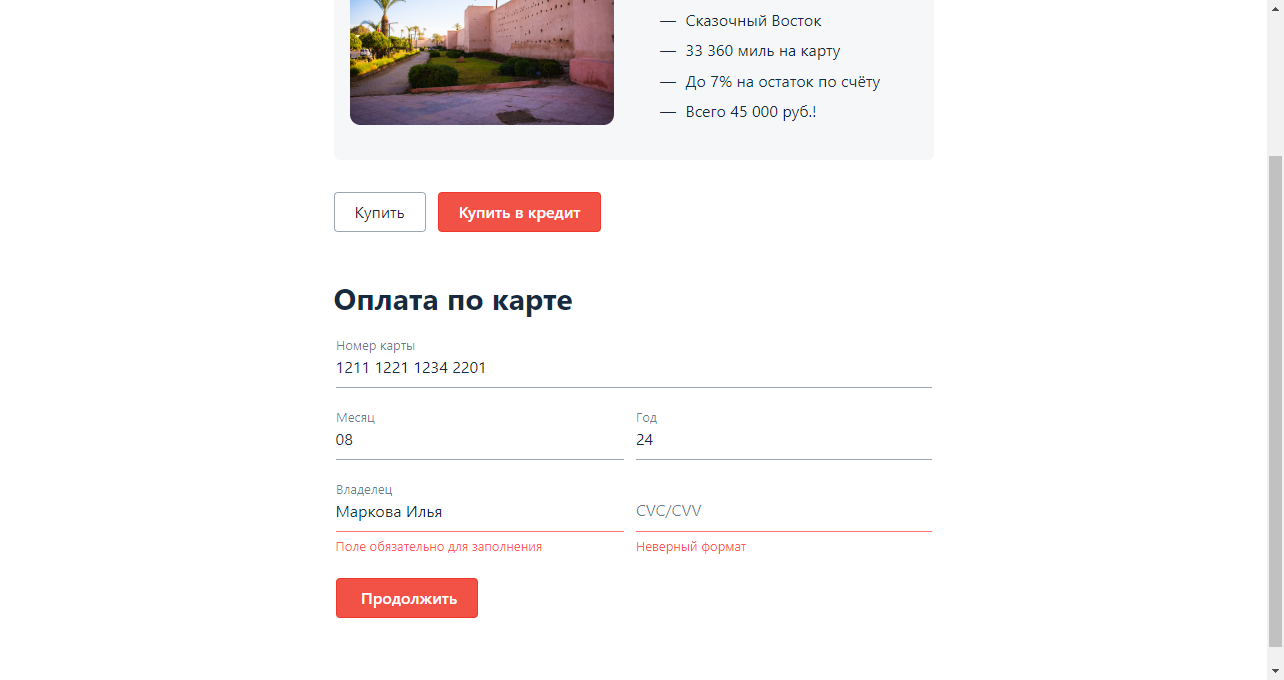 — Сказочный Восток
— 33 360 миль на карту
— До 7% на остаток по счёту
— Всего 45 000 руб.!
Купить Купить в кредит
Оплата по карте
Номер карты
1211 1221 1234 2201
Месяц Год
08 24
Владелец
Маркова Илья CVC/CVV
Поле обязательно для заполнения Неверный формат
Продолжить